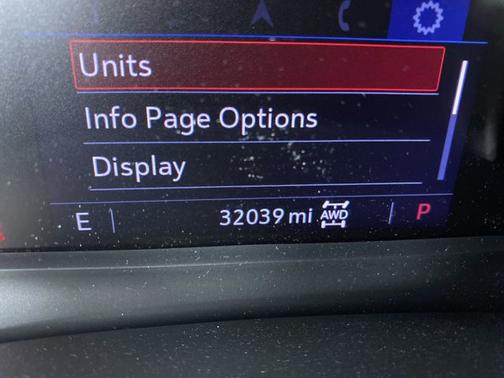 Units
Info Page Options
Display
E 32039 mi AWD P